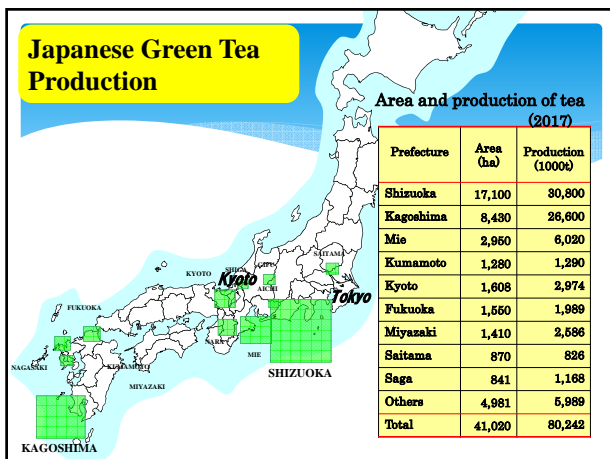 Japanese Green Tea
Production
Area and production of tea
(2017)
Prefecture Area (ha) Production (1000t)
Shizuoka 17,100 30,800
Kagoshima 8,430 26,600
Mie 2,950 6,020
Kumamoto 1,280 1,290
Kyoto 1,608 2,974
Fukuoka 1,550 1,989
Miyazaki 1,410 2,586
Saitama 870 826
Saga 841 1,168
Others 4,981 5,989
Total 41,020 80,242
SAITAMA
GIFU
SHIGA
KYOTO
Kyoto
AICHI
Tokyo
FUKUOKA
NARA
MIE
SHIZUOKA
NAGASAKI
KUMAMOTO
MIYAZAKI
KAGOSHIMA